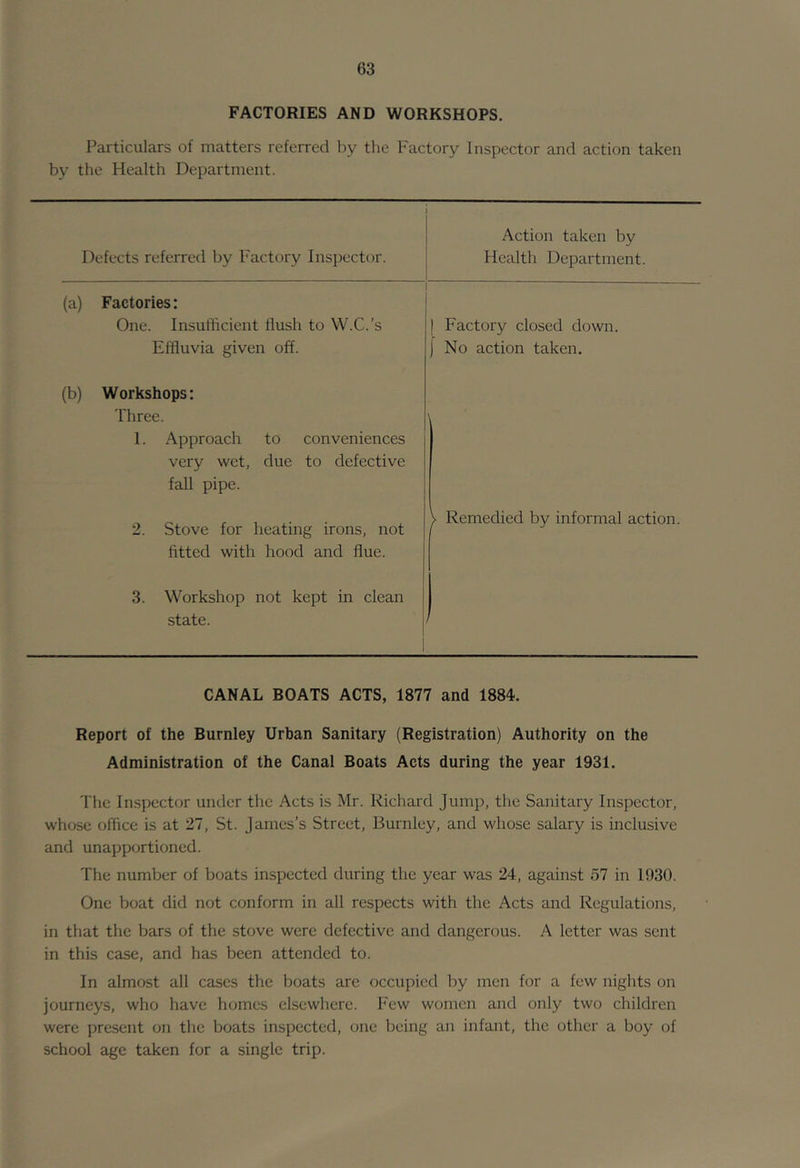 63
FACTORIES AND WORKSHOPS.
Particulars of matters referred by the Factory Inspector and action taken
by the Health Department.
Defects referred by Factory Inspector.
Action taken by
Health Department.
(a) Factories:
One. Insufficient flush to W.C.'s
Effluvia given off.
Factory closed down.
No action taken.
(b) Workshops:
Three.
1. Approach to conveniences
very wet, due to defective
fall pipe.
2. Stove for heating irons, not
fitted with hood and flue.
3. Workshop not kept in clean
state.
Remedied by informal action.
CANAL BOATS ACTS, 1877 and 1884.
Report of the Burnley Urban Sanitary (Registration) Authority on the
Administration of the Canal Boats Acts during the year 1931.
The Inspector under the Acts is Mr. Richard Jump, the Sanitary Inspector,
whose office is at 27, St. James's Street, Burnley, and whose salary is inclusive
and unapportioned.
The number of boats inspected during the year was 24, against 57 in 1930.
One boat did not conform in all respects with the Acts and Regulations,
in that the bars of the stove were defective and dangerous. A letter was sent
in this case, and has been attended to.
In almost all cases the boats are occupied by men for a few nights on
journeys, who have homes elsewhere. Few women and only two children
were present on the boats inspected, one being an infant, the other a boy of
school age taken for a single trip.